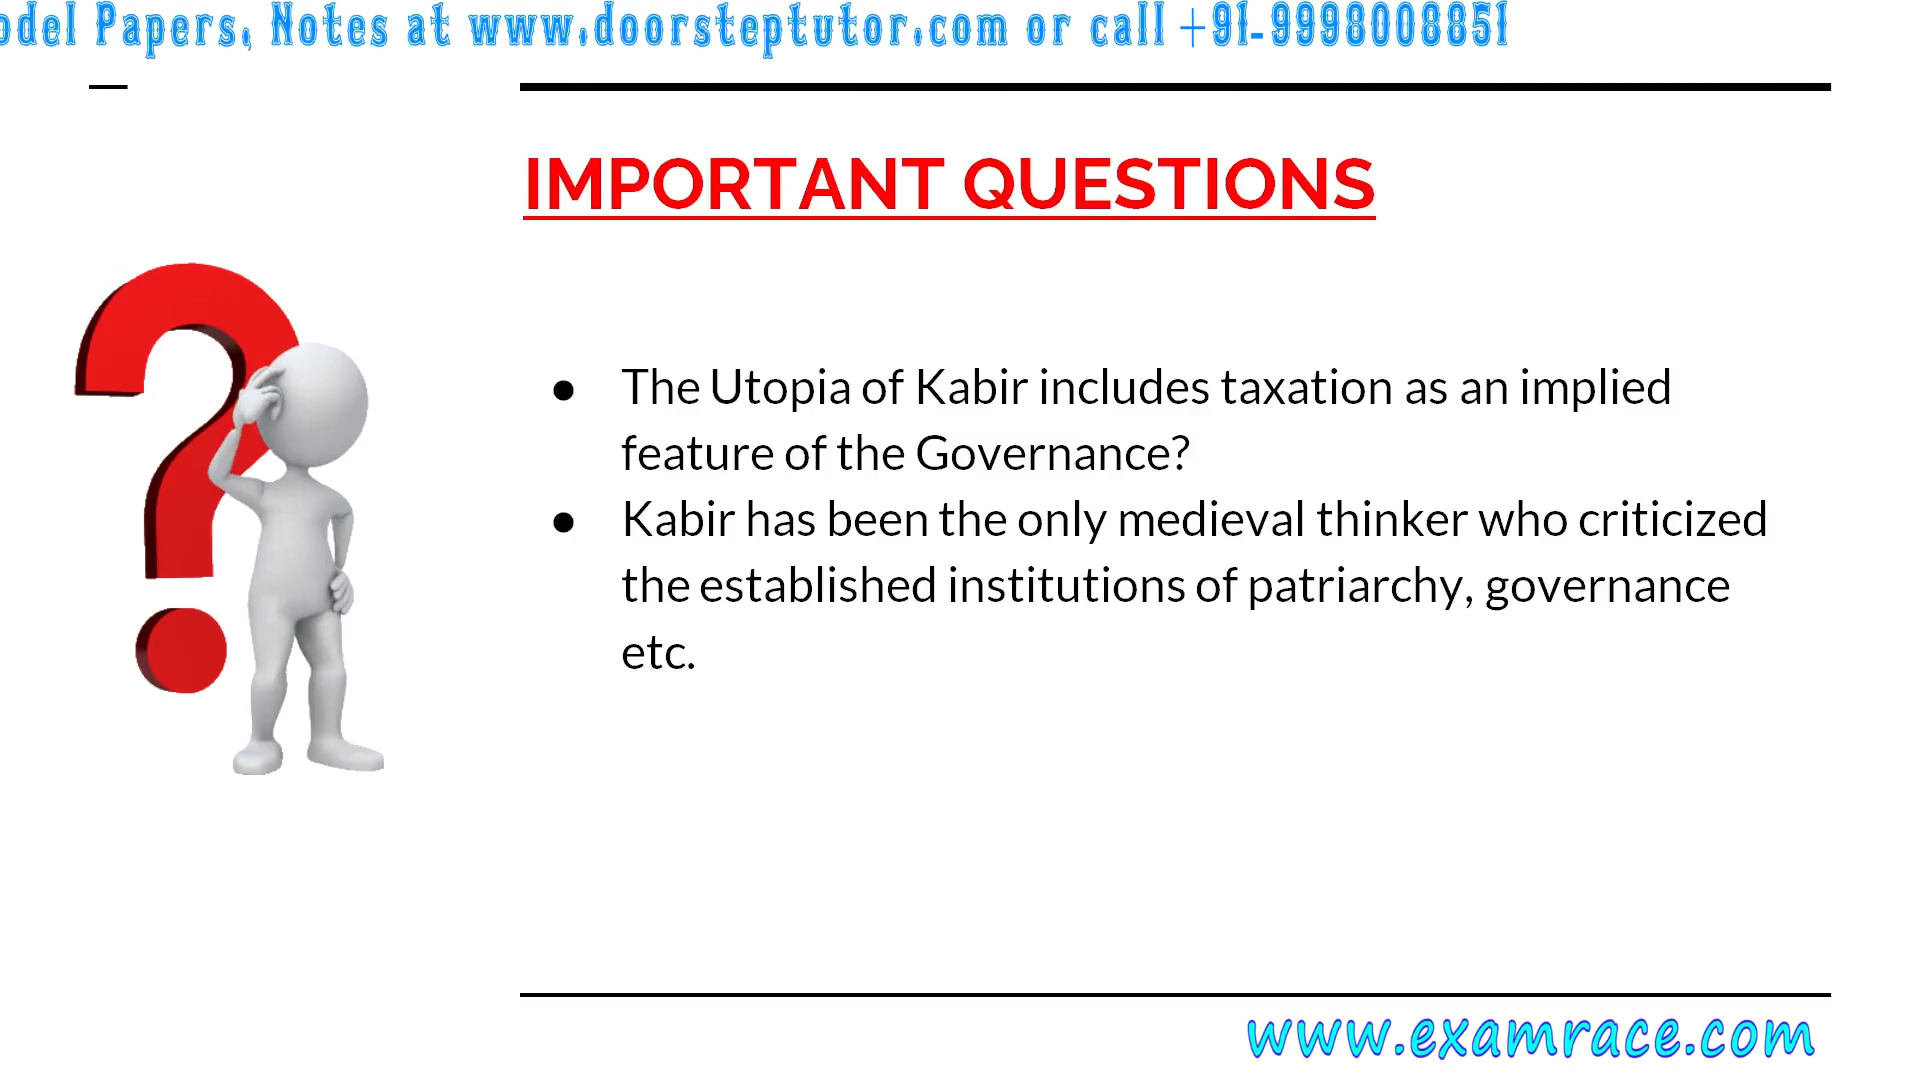 Papers, Notes at www.doorsteptutor.com or call +91-9998008851
IMPORTANT QUESTIONS
● The Utopia of Kabir includes taxation as an implied
feature of the Governance?
● Kabir has been the only medieval thinker who criticized
the established institutions of patriarchy, governance
etc.
www.examrace.com